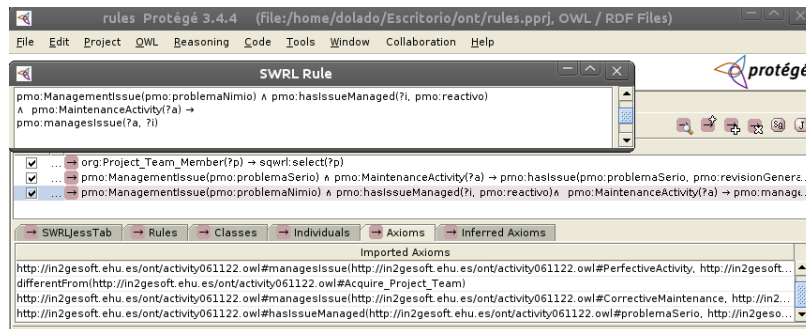 rules Protégé 3.4.4 (file:/home/dolado/Escritorio/ont/rules.pprj, OWL / RDF Files)
File Edit Project OWL Reasoning Code Tools Window Collaboration Help
SWRL Rule
protégé
pmo:ManagementIssue(pmo:problemaNimio) ∧ pmo:hasIssueManaged(?i, pmo:reactivo)
∧ pmo:MaintenanceActivity(?a) →
pmo:managesIssue(?a, ?i)
Sq J
... → org:Project_Team_Member(?p) → sqwrl:select(?p)
... → pmo:ManagementIssue(pmo:problemaSerio) ∧ pmo:MaintenanceActivity(?a) → pmo:hasIssue(pmo:problemaSerio, pmo:revisionGenera...
... → pmo:ManagementIssue(pmo:problemaNimio) ∧ pmo:hasIssueManaged(?i, pmo:reactivo)∧ pmo:MaintenanceActivity(?a) → pmo:manag...
→ SWRLJessTab → Rules → Classes → Individuals → Axioms → Inferred Axioms
Imported Axioms
http://in2gesoft.ehu.es/ont/activity061122.owl#managesIssue(http://in2gesoft.ehu.es/ont/activity061122.owl#PerfectiveActivity, http://in2gesoft...
differentFrom(http://in2gesoft.ehu.es/ont/activity061122.owl#Acquire_Project_Team)
http://in2gesoft.ehu.es/ont/activity061122.owl#managesIssue(http://in2gesoft.ehu.es/ont/activity061122.owl#CorrectiveMaintenance, http://in2...
http://in2gesoft.ehu.es/ont/activity061122.owl#hasIssueManaged(http://in2gesoft.ehu.es/ont/activity061122.owl#problemaSerio, http://in2geso...